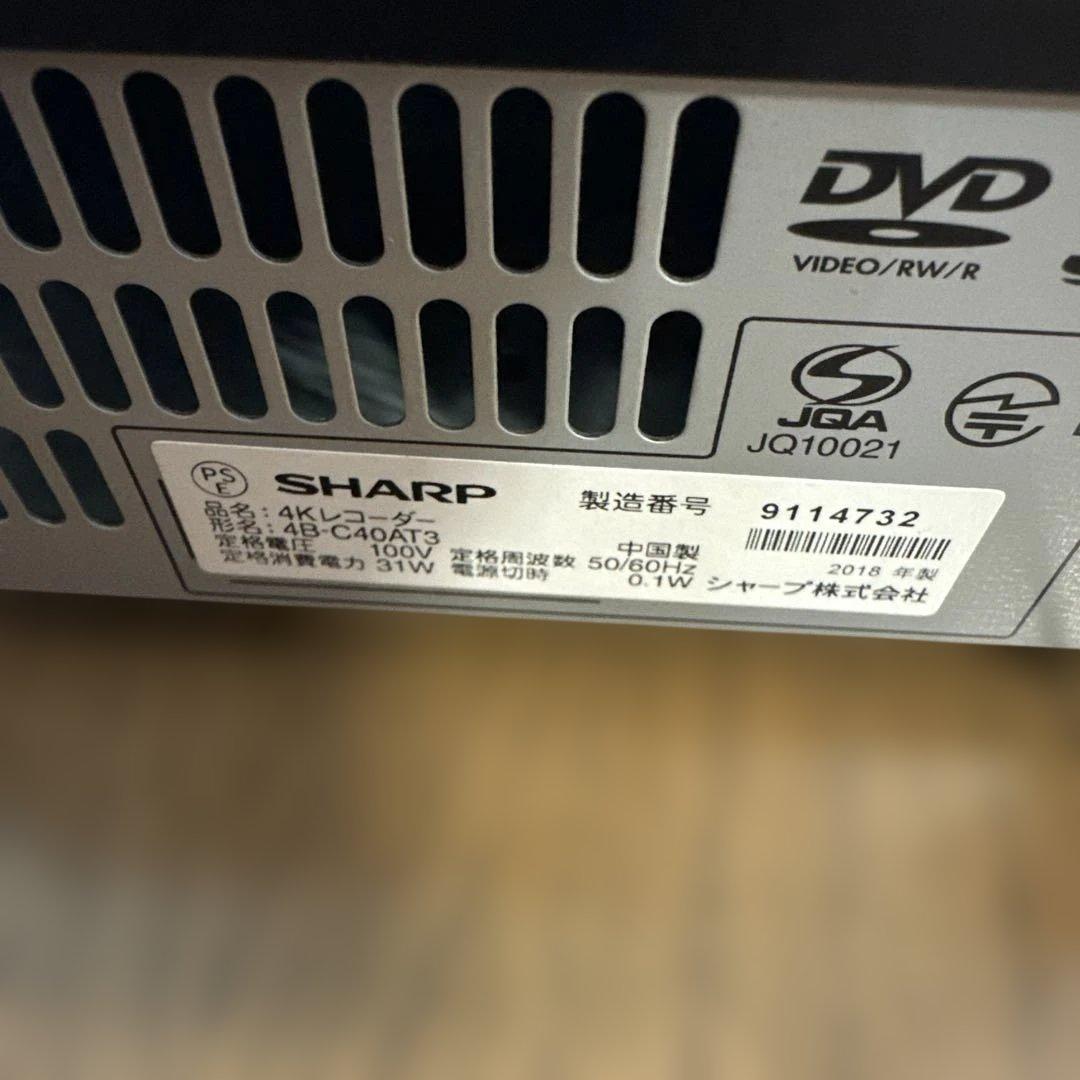 DVD
VIDEO/RW/R
JQA
JQ10021
PSE
SHARP
製造番号
9114732
品名：4Kレコーダー
形名：4B-C40AT3
中国製
定格電圧 100V 定格周波数 50/60Hz
2018 年製
定格消費電力 31W 電源切時 0.1W シャープ株式会社